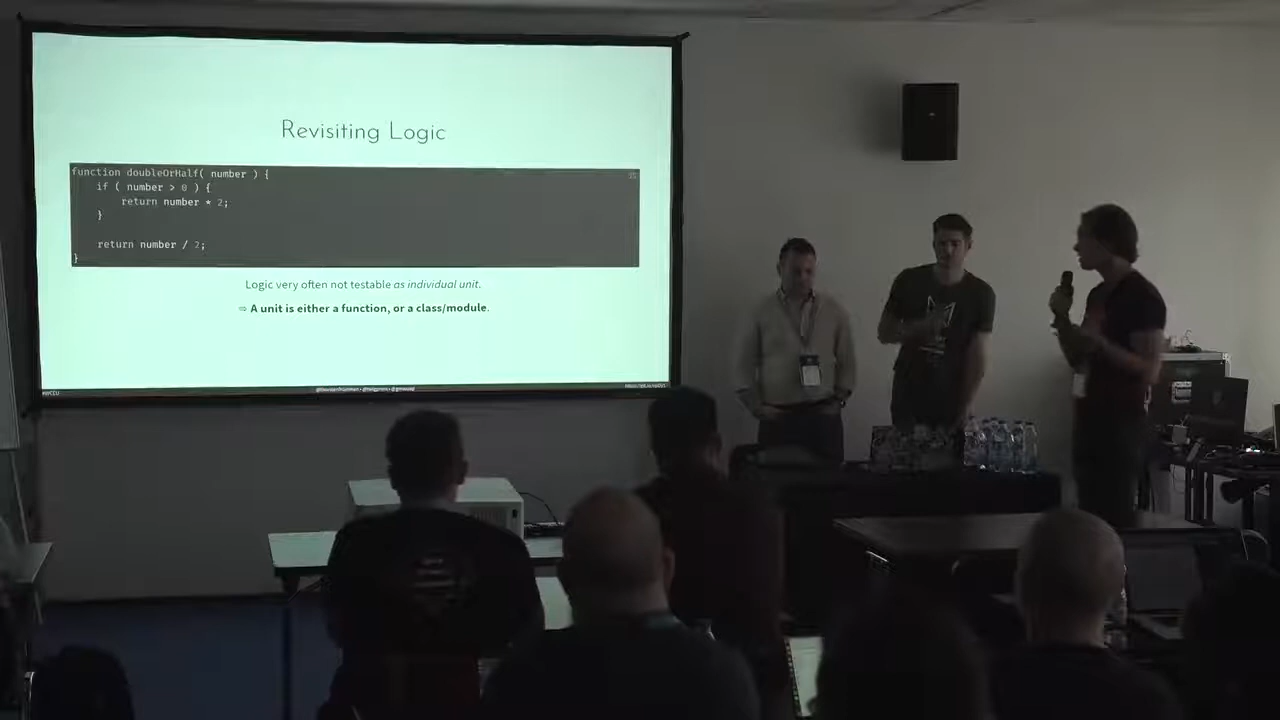 Revisiting Logic
function doubleOrHalf( number ) {
    if ( number > 0 ) {
        return number * 2;
    }
    return number / 2;
}
Logic very often not testable as individual unit.
⇒ A unit is either a function, or a class/module.